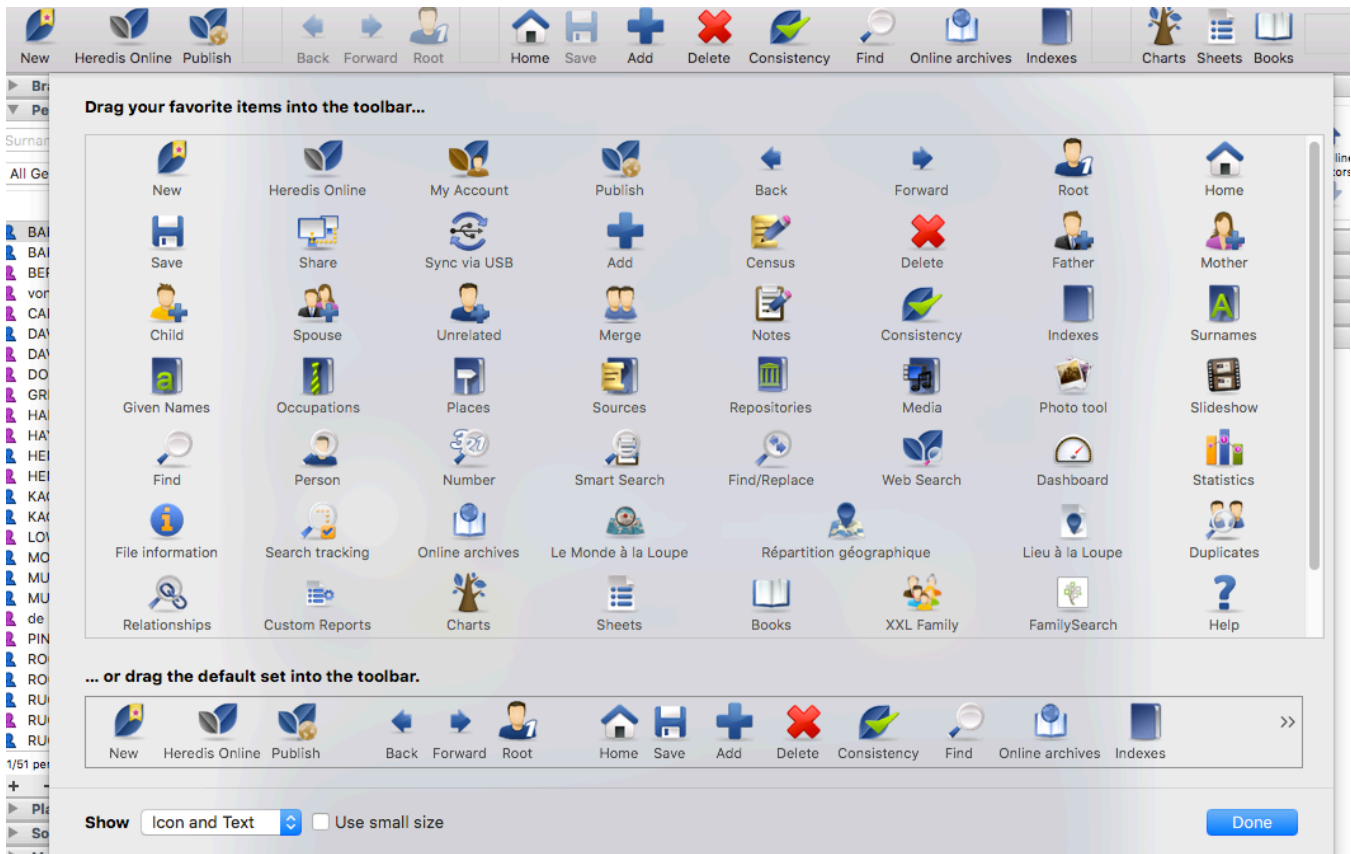 New Heredis Online Publish Back Forward Root Home Save Add Delete Consistency Find Online archives Indexes Charts Sheets Books
Drag your favorite items into the toolbar...
All Ge
New Heredis Online My Account Publish Back Forward Root Home
Save Share Sync via USB Add Census Delete Father Mother
Child Spouse Unrelated Merge Notes Consistency Indexes Surnames
Given Names Occupations Places Sources Repositories Media Photo tool Slideshow
Find Person Number Smart Search Find/Replace Web Search Dashboard Statistics
File information Search tracking Online archives Le Monde à la Loupe Répartition géographique Lieu à la Loupe Duplicates
Relationships Custom Reports Charts Sheets Books XXL Family FamilySearch Help
... or drag the default set into the toolbar.
New Heredis Online Publish Back Forward Root Home Save Add Delete Consistency Find Online archives Indexes >>
Show Icon and Text Use small size Done